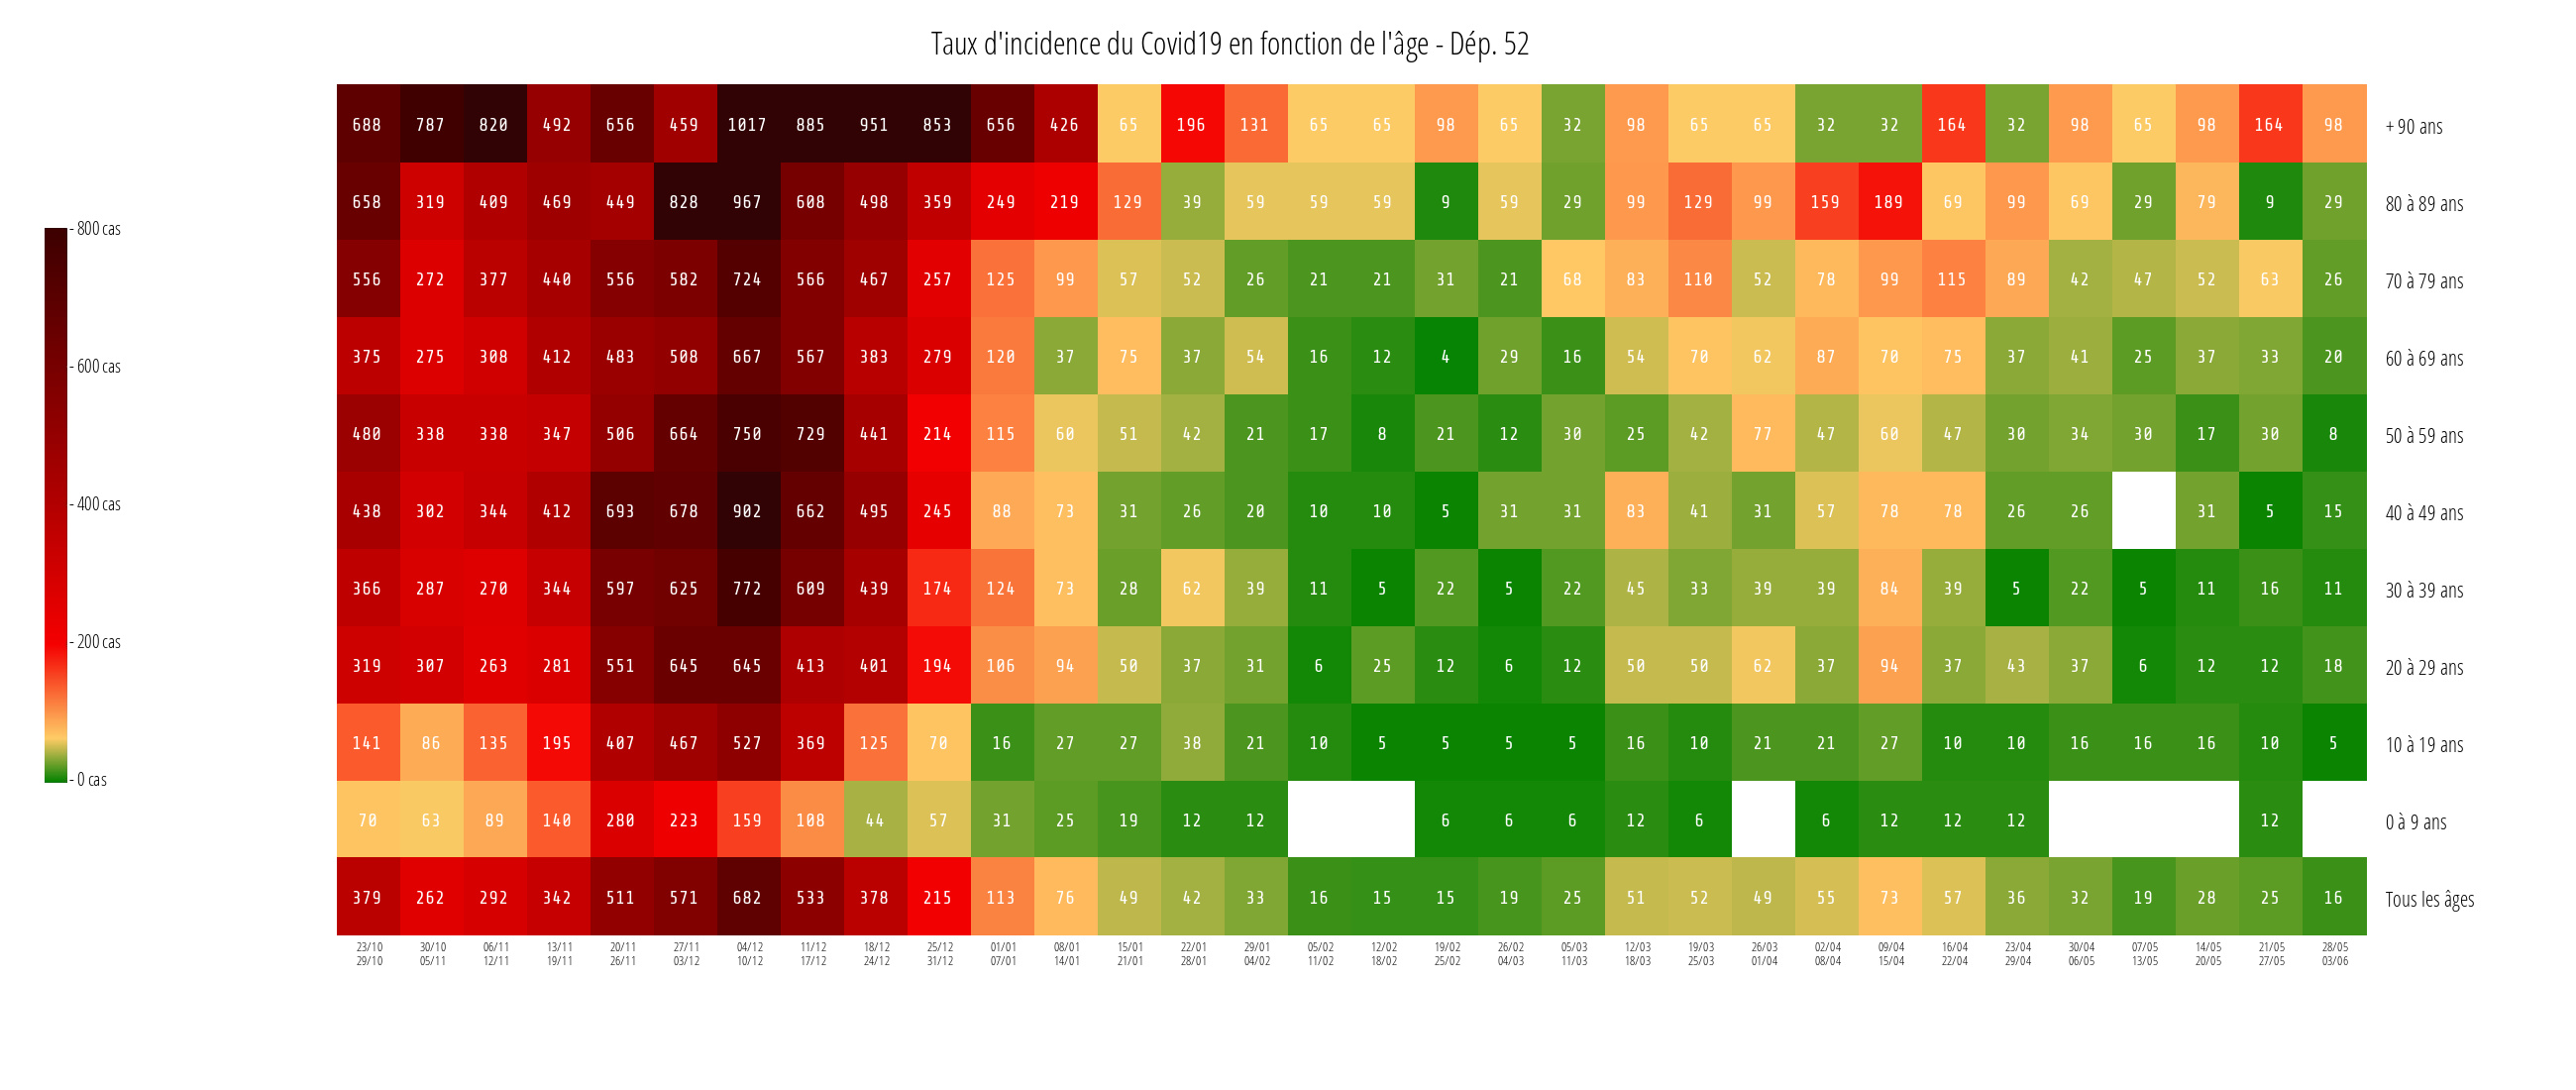 Taux d'incidence du Covid19 en fonction de l'âge - Dép. 52
- 800 cas
- 600 cas
- 400 cas
- 200 cas
- 0 cas
688 787 820 492 656 459 1017 885 951 853 656 426 65 196 131 65 65 98 65 32 98 65 65 32 32 164 32 98 65 98 164 98 + 90 ans
658 319 409 469 449 828 967 608 498 359 249 219 129 39 59 59 59 9 59 29 99 129 99 159 189 69 99 69 29 79 9 29 80 à 89 ans
556 272 377 440 556 582 724 566 467 257 125 99 57 52 26 21 21 31 21 68 83 110 52 78 99 115 89 42 47 52 63 26 70 à 79 ans
375 275 308 412 483 508 667 567 383 279 120 37 75 37 54 16 12 4 29 16 54 70 62 87 70 75 37 41 25 37 33 20 60 à 69 ans
480 338 338 347 506 664 750 729 441 214 115 60 51 42 21 17 8 21 12 30 25 42 77 47 60 47 30 34 30 17 30 8 50 à 59 ans
438 302 344 412 693 678 902 662 495 245 88 73 31 26 20 10 10 5 31 31 83 41 31 57 78 78 26 26 31 5 15 40 à 49 ans
366 287 270 344 597 625 772 609 439 174 124 73 28 62 39 11 5 22 5 22 45 33 39 39 84 39 5 22 5 11 16 11 30 à 39 ans
319 307 263 281 551 645 645 413 401 194 106 94 50 37 31 6 25 12 6 12 50 50 62 37 94 37 43 37 6 12 12 18 20 à 29 ans
141 86 135 195 407 467 527 369 125 70 16 27 27 38 21 10 5 5 5 5 16 10 21 21 27 10 10 16 16 16 10 5 10 à 19 ans
70 63 89 140 280 223 159 108 44 57 31 25 19 12 12 6 6 6 12 6 6 12 12 12 12 0 à 9 ans
379 262 292 342 511 571 682 533 378 215 113 76 49 42 33 16 15 15 19 25 51 52 49 55 73 57 36 32 19 28 25 16 Tous les âges
23/10 30/10 06/11 13/11 20/11 27/11 04/12 11/12 18/12 25/12 01/01 08/01 15/01 22/01 29/01 05/02 12/02 19/02 26/02 05/03 12/03 19/03 26/03 02/04 09/04 16/04 23/04 30/04 07/05 14/05 21/05 28/05
29/10 05/11 12/11 19/11 26/11 03/12 10/12 17/12 24/12 31/12 07/01 14/01 21/01 28/01 04/02 11/02 18/02 25/02 04/03 11/03 18/03 25/03 01/04 08/04 15/04 22/04 29/04 06/05 13/05 20/05 27/05 03/06